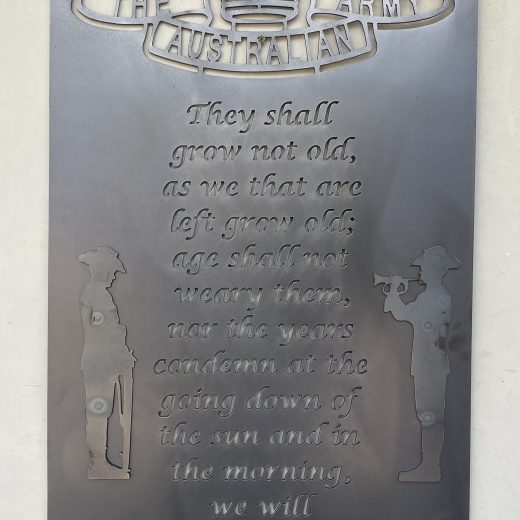 THE ARMY
AUSTRALIAN
They shall
grow not old,
as we that are
left grow old;
age shall not
weary them,
nor the years
condemn at the
going down of
the sun and in
the morning,
we will